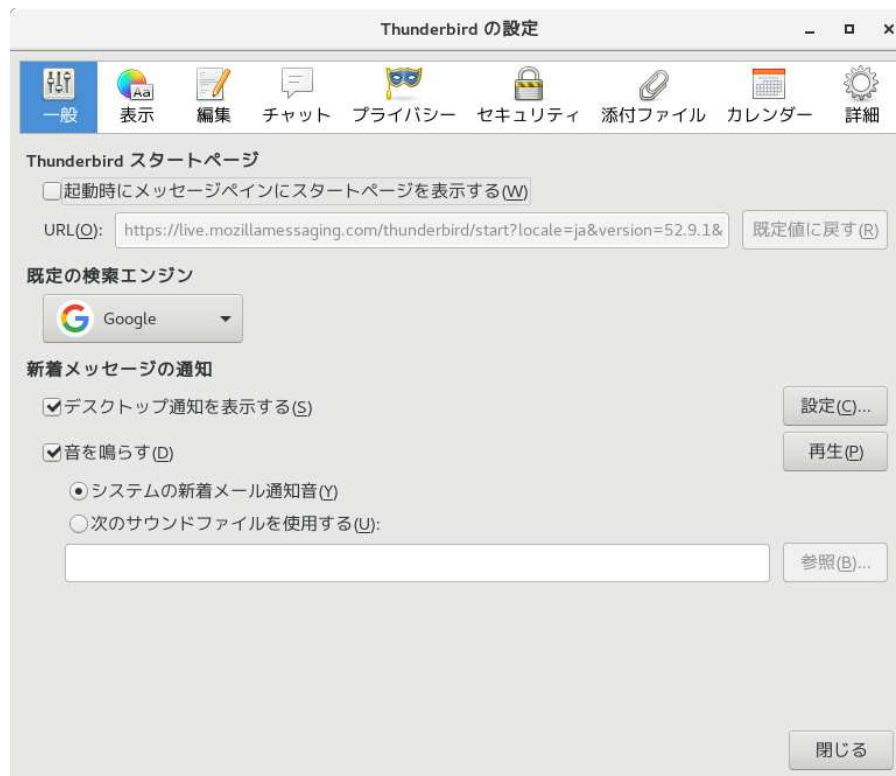 Thunderbird の設定
一般 表示 編集 チャット プライバシー セキュリティ 添付ファイル カレンダー 詳細
Thunderbird スタートページ
起動時にメッセージペインにスタートページを表示する(W)
URL(O): https://live.mozillamessaging.com/thunderbird/start?locale=ja&version=52.9.1& 既定値に戻す(R)
既定の検索エンジン
Google
新着メッセージの通知
デスクトップ通知を表示する(S) 設定(C)...
音を鳴らす(D) 再生(P)
システムの新着メール通知音(Y)
次のサウンドファイルを使用する(U):
参照(B)...
閉じる